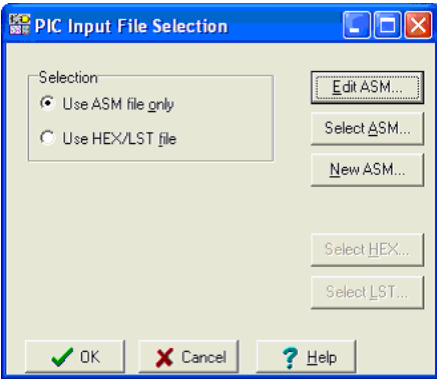 PIC Input File Selection
Selection
Use ASM file only
Use HEX/LST file
Edit ASM...
Select ASM...
New ASM...
Select HEX...
Select LST...
OK
Cancel
Help